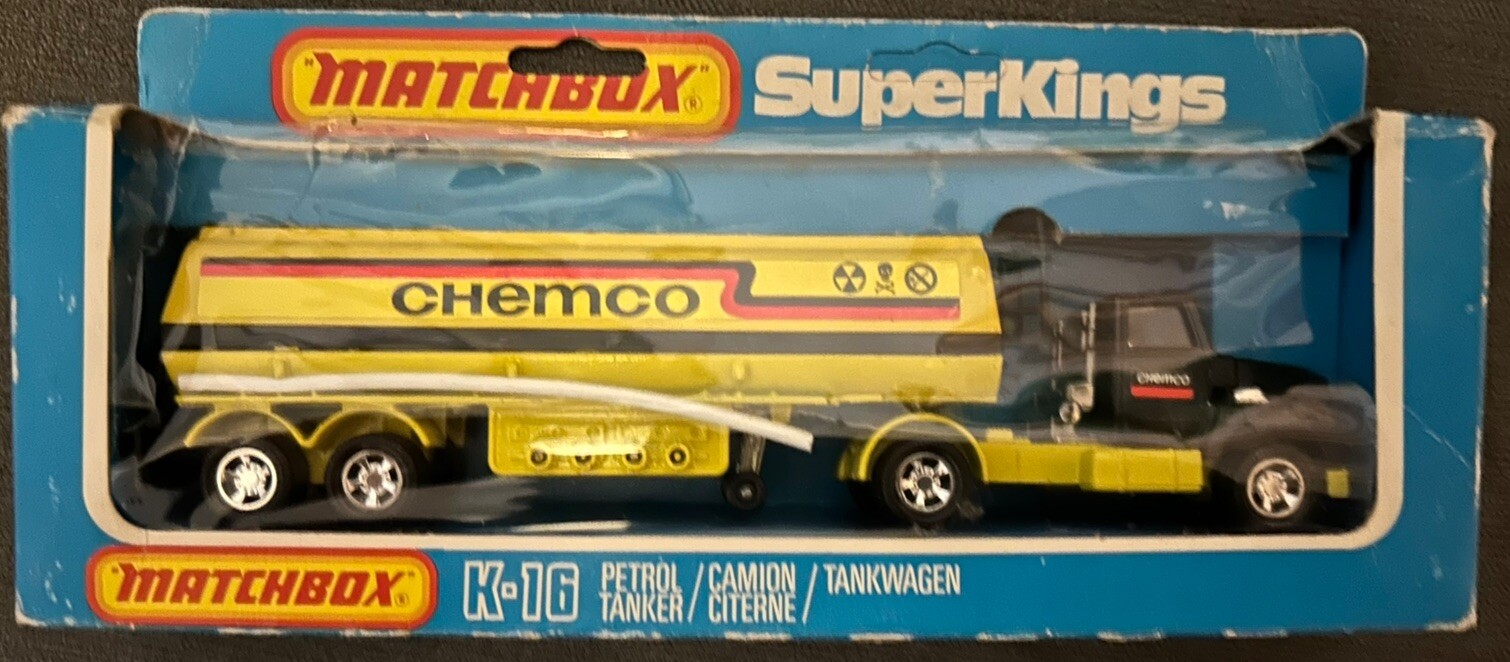 "MATCHBOX"® SuperKings
CHEMCO
CHEMCO
"MATCHBOX"® K-16 PETROL TANKER / CAMION CITERNE / TANKWAGEN